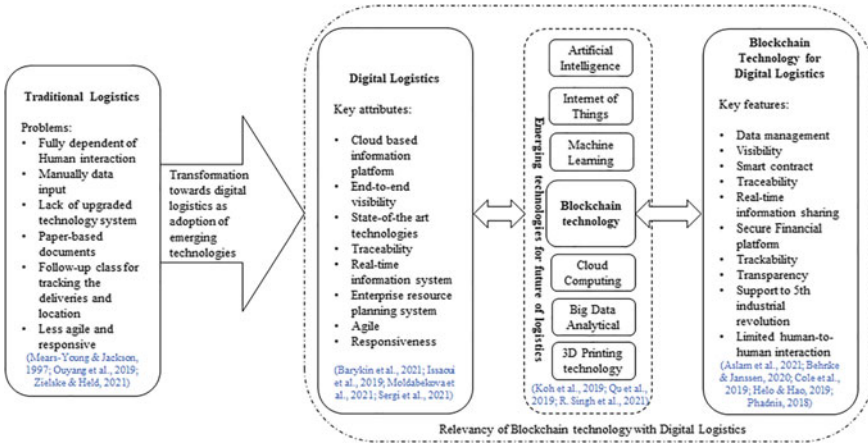 Traditional Logistics
Problems:
• Fully dependent of
Human interaction
• Manually data
input
• Lack of upgraded
technology system
• Paper-based
documents
• Follow-up class for
tracking the
deliveries and
location
• Less agile and
responsive
(Mears-Young & Jackson,
1997; Ouyang et al., 2019;
Zielske & Held, 2021)
Transformation
towards digital
logistics as
adoption of
emerging
technologies
Digital Logistics
Key attributes:
• Cloud based
information
platform
• End-to-end
visibility
• State-of-the art
technologies
• Traceability
• Real-time
information system
• Enterprise resource
planning system
• Agile
• Responsiveness
(Barykin et al., 2021; Issaoui
et al., 2019; Moldabekova et
al., 2021; Sergi et al., 2021)
Emerging technologies for future of logistics
Artificial
Intelligence
Internet of
Things
Machine
Learning
Blockchain
technology
Cloud
Computing
Big Data
Analytical
3D Printing
technology
(Koh et al., 2019; Qu et al.,
2019; R. Singh et al., 2021)
Blockchain
Technology for
Digital Logistics
Key features:
• Data management
• Visibility
• Smart contract
• Traceability
• Real-time
information sharing
• Secure Financial
platform
• Trackability
• Transparency
• Support to 5th
industrial
revolution
• Limited human-to-
human interaction
(Aslam et al., 2021; Behnke
& Janssen, 2020; Cole et al.,
2019; Helo & Hao, 2019;
Phadnis, 2018)
Relevancy of Blockchain technology with Digital Logistics